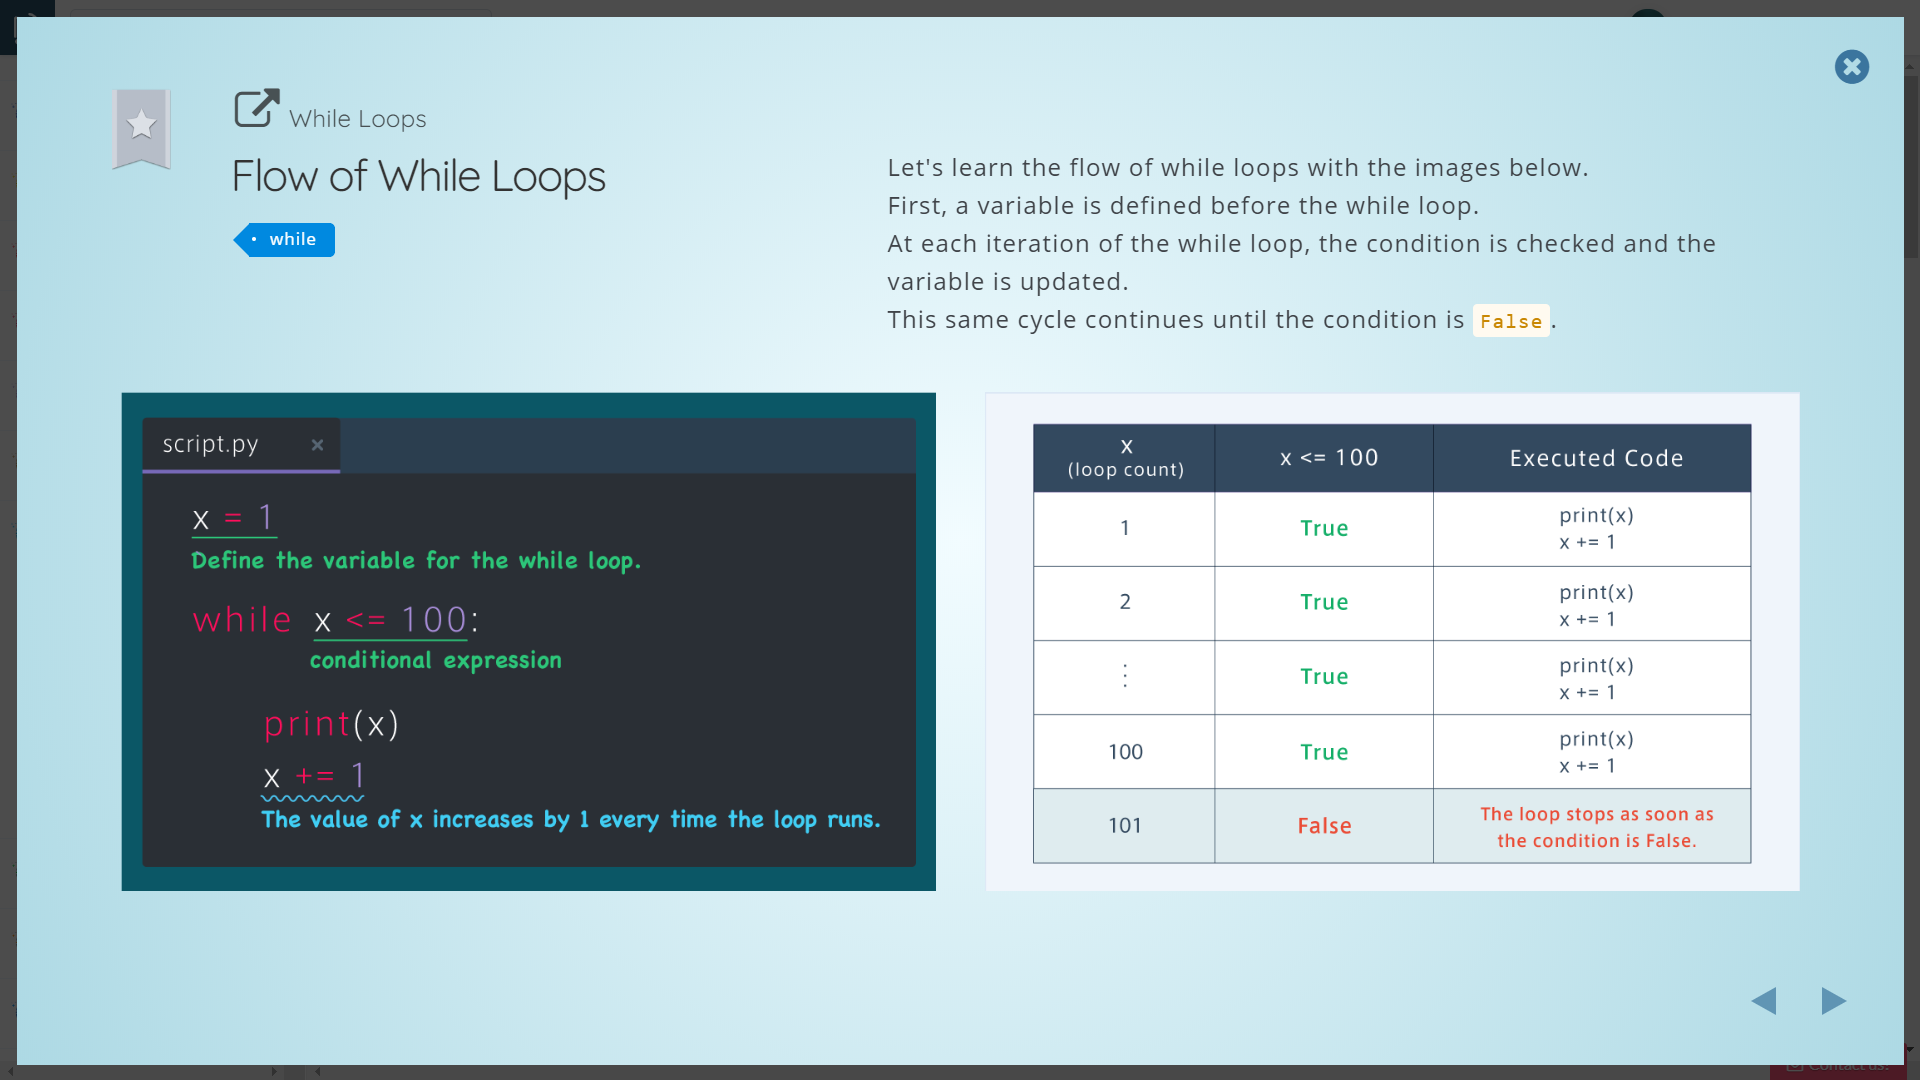 While Loops
Flow of While Loops
while
Let's learn the flow of while loops with the images below.
First, a variable is defined before the while loop.
At each iteration of the while loop, the condition is checked and the
variable is updated.
This same cycle continues until the condition is False.
script.py
x = 1
Define the variable for the while loop.
while x <= 100:
conditional expression
print(x)
x += 1
The value of x increases by 1 every time the loop runs.
x
(loop count)
x <= 100
Executed Code
1
True
print(x)
x += 1
2
True
print(x)
x += 1
⋮
True
print(x)
x += 1
100
True
print(x)
x += 1
101
False
The loop stops as soon as
the condition is False.
Contact us!